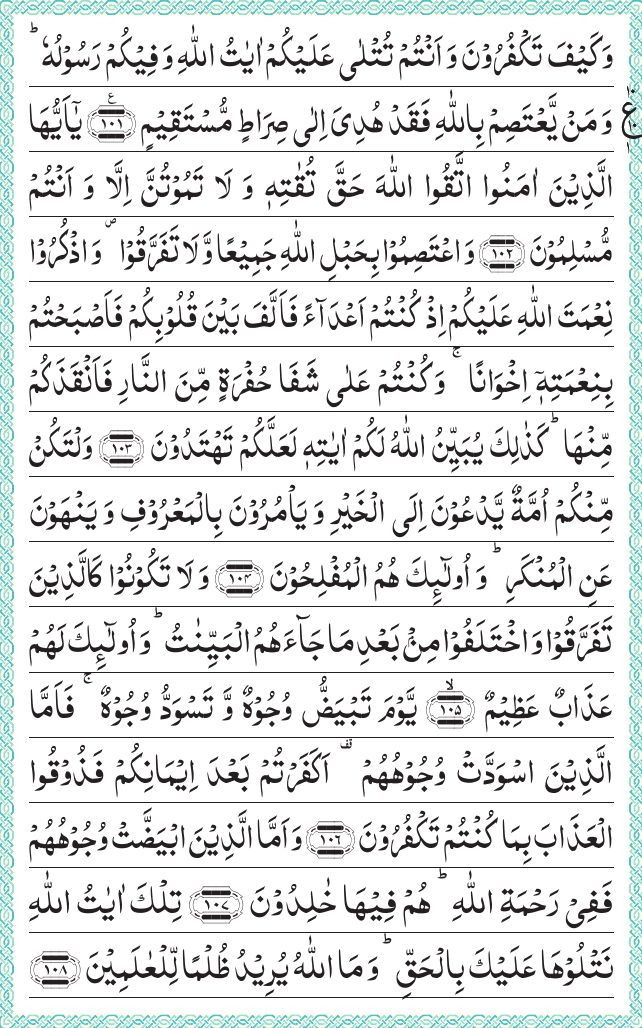 وَكَيْفَ تَكْفُرُوْنَ وَ اَنْتُمْ تُتْلٰى عَلَيْكُمْ اٰيٰتُ اللّٰهِ وَ فِيْكُمْ رَسُوْلُهٗ ؕ
وَ مَنْ يَّعْتَصِمْ بِاللّٰهِ فَقَدْ هُدِىَ اِلٰى صِرَاطٍ مُّسْتَقِيْمٍ ۧ ﴿۱۰۱﴾ يٰۤاَيُّهَا
الَّذِيْنَ اٰمَنُوا اتَّقُوا اللّٰهَ حَقَّ تُقٰتِهٖ وَ لَا تَمُوْتُنَّ اِلَّا وَ اَنْتُمْ
مُّسْلِمُوْنَ ﴿۱۰۲﴾ وَ اعْتَصِمُوْا بِحَبْلِ اللّٰهِ جَمِيْعًا وَّ لَا تَفَرَّقُوْا ۪ وَ اذْكُرُوْا
نِعْمَتَ اللّٰهِ عَلَيْكُمْ اِذْ كُنْتُمْ اَعْدَآءً فَاَلَّفَ بَيْنَ قُلُوْبِكُمْ فَاَصْبَحْتُمْ
بِنِعْمَتِهٖۤ اِخْوَانًا ۚ وَكُنْتُمْ عَلٰى شَفَا حُفْرَةٍ مِّنَ النَّارِ فَاَنْقَذَكُمْ
مِّنْهَا ؕ كَذٰلِكَ يُبَيِّنُ اللّٰهُ لَكُمْ اٰيٰتِهٖ لَعَلَّكُمْ تَهْتَدُوْنَ ﴿۱۰۳﴾ وَلْتَكُنْ
مِّنْكُمْ اُمَّةٌ يَّدْعُوْنَ اِلَى الْخَيْرِ وَ يَاْمُرُوْنَ بِالْمَعْرُوْفِ وَ يَنْهَوْنَ
عَنِ الْمُنْكَرِ ؕ وَ اُولٰٓئِكَ هُمُ الْمُفْلِحُوْنَ ﴿۱۰۴﴾ وَ لَا تَكُوْنُوْا كَالَّذِيْنَ
تَفَرَّقُوْا وَ اخْتَلَفُوْا مِنْۢ بَعْدِ مَا جَآءَهُمُ الْبَيِّنٰتُ ؕ وَ اُولٰٓئِكَ لَهُمْ
عَذَابٌ عَظِيْمٌ ۙ ﴿۱۰۵﴾ يَّوْمَ تَبْيَضُّ وُجُوْهٌ وَّ تَسْوَدُّ وُجُوْهٌ ۚ فَاَمَّا
الَّذِيْنَ اسْوَدَّتْ وُجُوْهُهُمْ ۟ اَكَفَرْتُمْ بَعْدَ اِيْمَانِكُمْ فَذُوْقُوا
الْعَذَابَ بِمَا كُنْتُمْ تَكْفُرُوْنَ ﴿۱۰۶﴾ وَ اَمَّا الَّذِيْنَ ابْيَضَّتْ وُجُوْهُهُمْ
فَفِىْ رَحْمَةِ اللّٰهِ ؕ هُمْ فِيْهَا خٰلِدُوْنَ ﴿۱۰۷﴾ تِلْكَ اٰيٰتُ اللّٰهِ
نَتْلُوْهَا عَلَيْكَ بِالْحَقِّ ؕ وَ مَا اللّٰهُ يُرِيْدُ ظُلْمًا لِّلْعٰلَمِيْنَ ﴿۱۰۸﴾